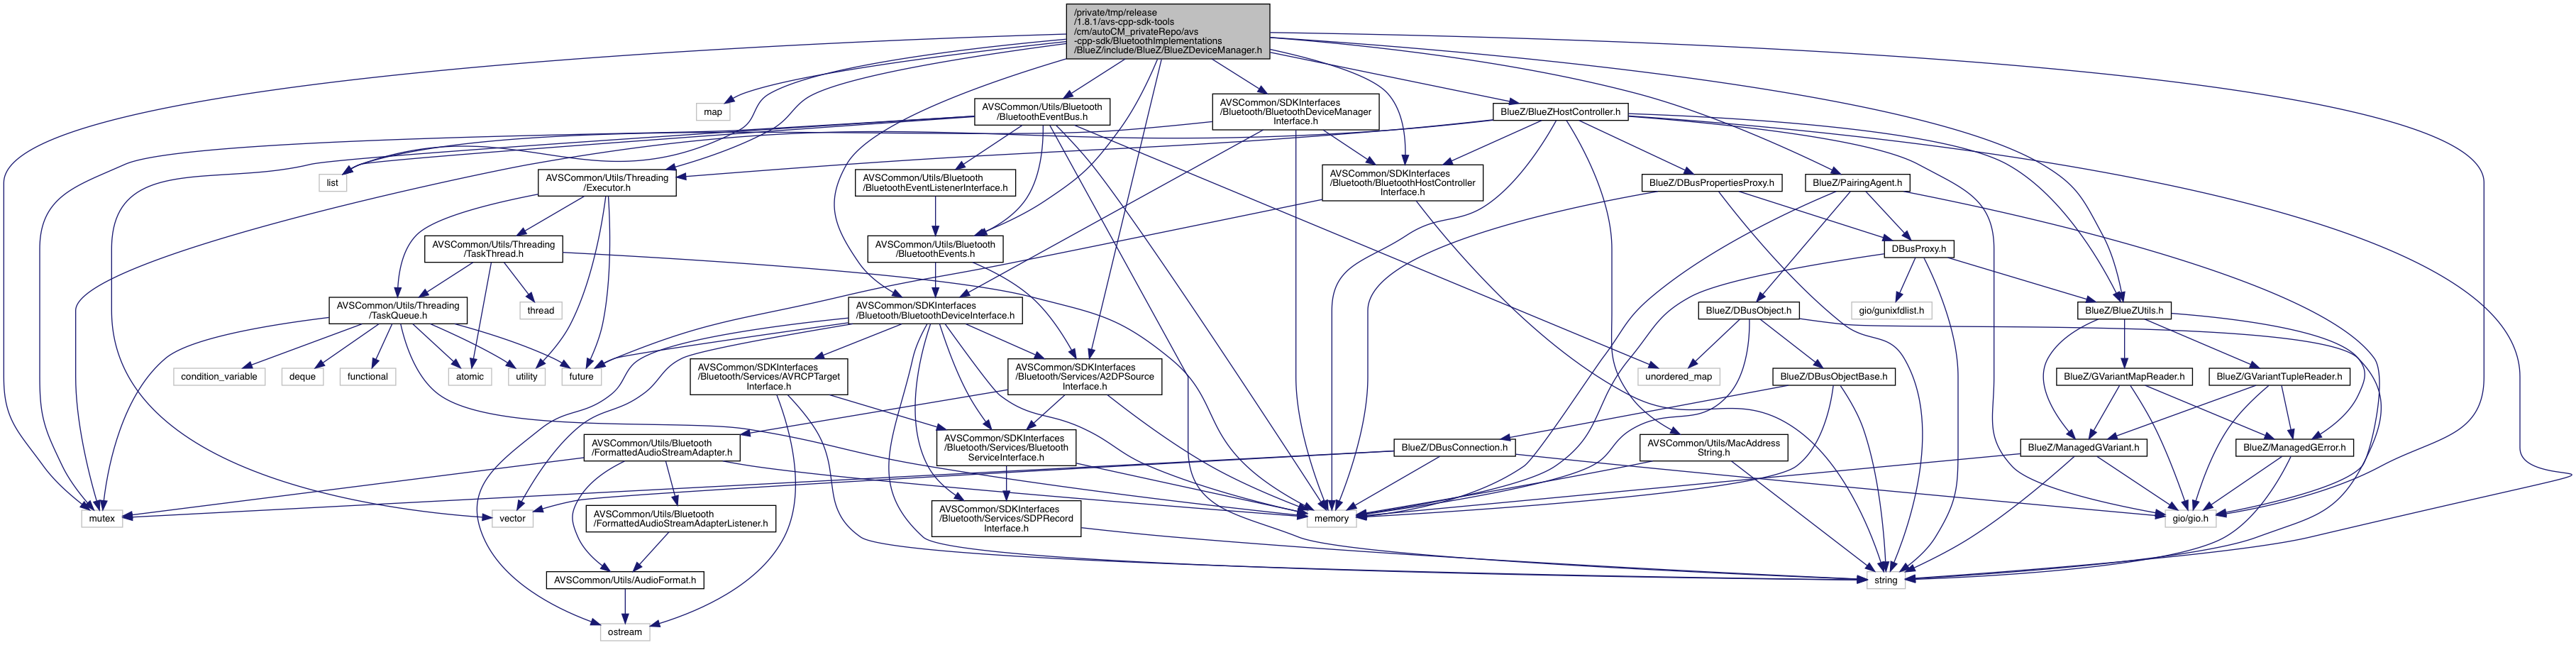 /private/tmp/release
/1.8.1/avs-cpp-sdk-tools
/cm/autoCM_privateRepo/avs
-cpp-sdk/BluetoothImplementations
/BlueZ/include/BlueZ/BlueZDeviceManager.h
map
AVSCommon/Utils/Bluetooth
/BluetoothEventBus.h
AVSCommon/SDKInterfaces
/Bluetooth/BluetoothDeviceManager
Interface.h
BlueZ/BlueZHostController.h
list
AVSCommon/Utils/Threading
/Executor.h
AVSCommon/Utils/Bluetooth
/BluetoothEventListenerInterface.h
AVSCommon/SDKInterfaces
/Bluetooth/BluetoothHostController
Interface.h
BlueZ/DBusPropertiesProxy.h
BlueZ/PairingAgent.h
AVSCommon/Utils/Threading
/TaskThread.h
AVSCommon/Utils/Bluetooth
/BluetoothEvents.h
DBusProxy.h
AVSCommon/Utils/Threading
/TaskQueue.h
thread
AVSCommon/SDKInterfaces
/Bluetooth/BluetoothDeviceInterface.h
BlueZ/DBusObject.h
gio/gunixfdlist.h
BlueZ/BlueZUtils.h
condition_variable
deque
functional
atomic
utility
future
AVSCommon/SDKInterfaces
/Bluetooth/Services/AVRCPTarget
Interface.h
AVSCommon/SDKInterfaces
/Bluetooth/Services/A2DPSource
Interface.h
unordered_map
BlueZ/DBusObjectBase.h
BlueZ/GVariantMapReader.h
BlueZ/GVariantTupleReader.h
AVSCommon/Utils/Bluetooth
/FormattedAudioStreamAdapter.h
AVSCommon/SDKInterfaces
/Bluetooth/Services/Bluetooth
ServiceInterface.h
BlueZ/DBusConnection.h
AVSCommon/Utils/MacAddress
String.h
BlueZ/ManagedGVariant.h
BlueZ/ManagedGError.h
mutex
vector
AVSCommon/Utils/Bluetooth
/FormattedAudioStreamAdapterListener.h
AVSCommon/SDKInterfaces
/Bluetooth/Services/SDPRecord
Interface.h
memory
gio/gio.h
AVSCommon/Utils/AudioFormat.h
string
ostream